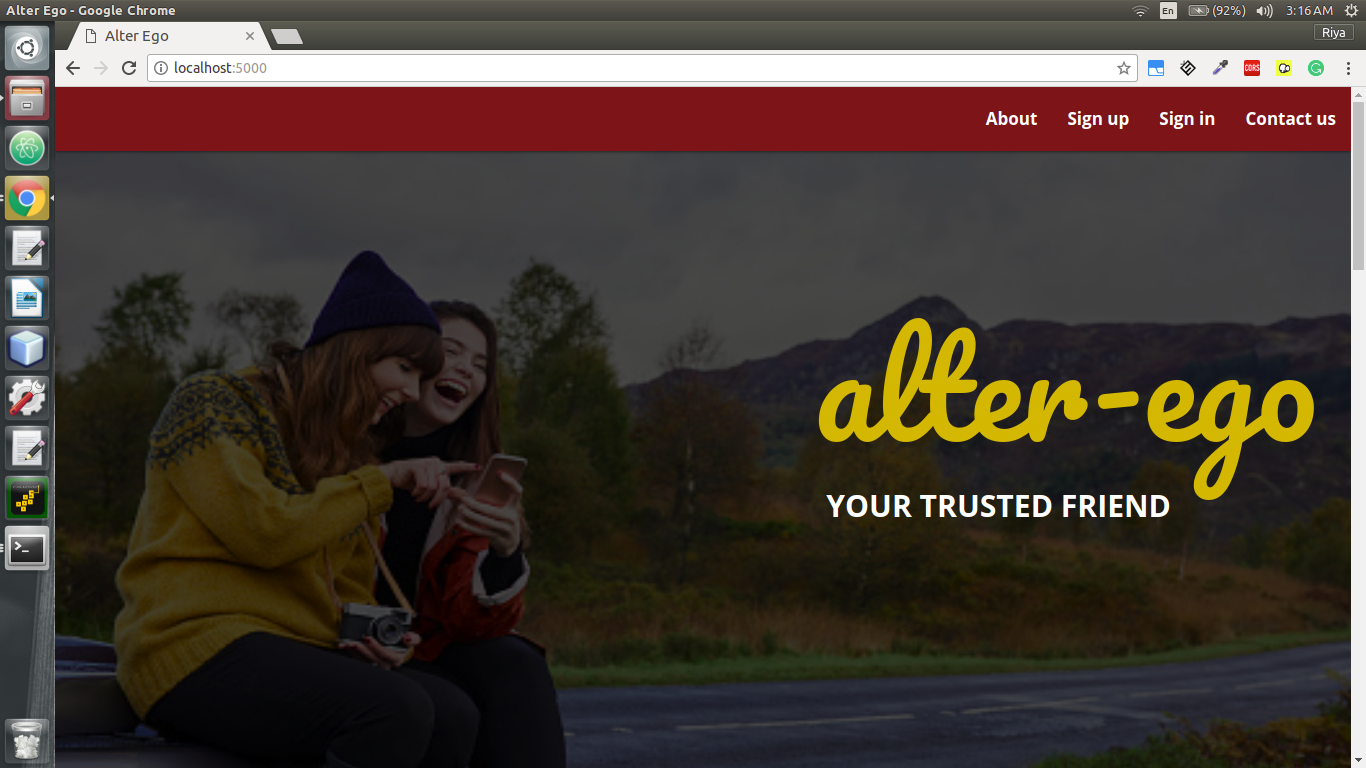 Alter Ego - Google Chrome
En
(92%)
3:16 AM
Alter Ego
Riya
localhost:5000
CORS
About
Sign up
Sign in
Contact us
alter-ego
YOUR TRUSTED FRIEND
>_